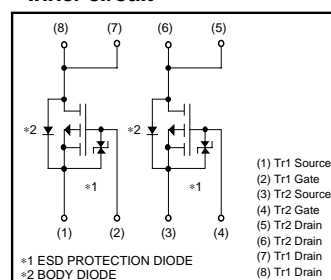 (8) (7) (6) (5)
∗2 ∗2
∗1 ∗1
(1) (2) (3) (4)
∗1 ESD PROTECTION DIODE
∗2 BODY DIODE
(1) Tr1 Source
(2) Tr1 Gate
(3) Tr2 Source
(4) Tr2 Gate
(5) Tr2 Drain
(6) Tr2 Drain
(7) Tr1 Drain
(8) Tr1 Drain